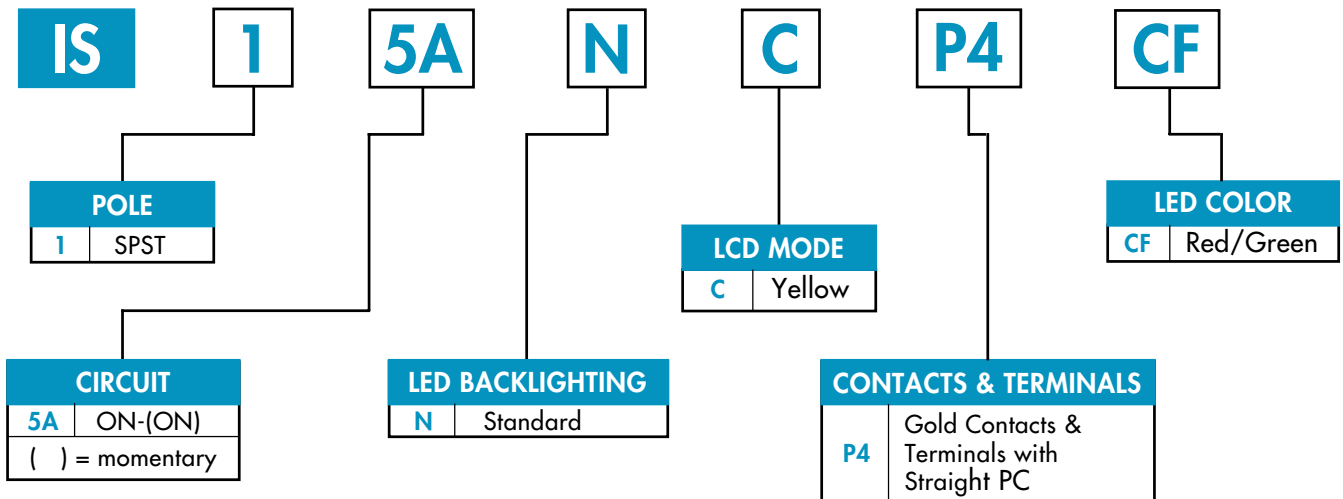 IS 1 5A N C P4 CF
POLE
1 SPST
LED COLOR
CF Red/Green
LCD MODE
C Yellow
CIRCUIT
5A ON-(ON)
( ) = momentary
LED BACKLIGHTING
N Standard
CONTACTS & TERMINALS
P4
Gold Contacts &
Terminals with
Straight PC